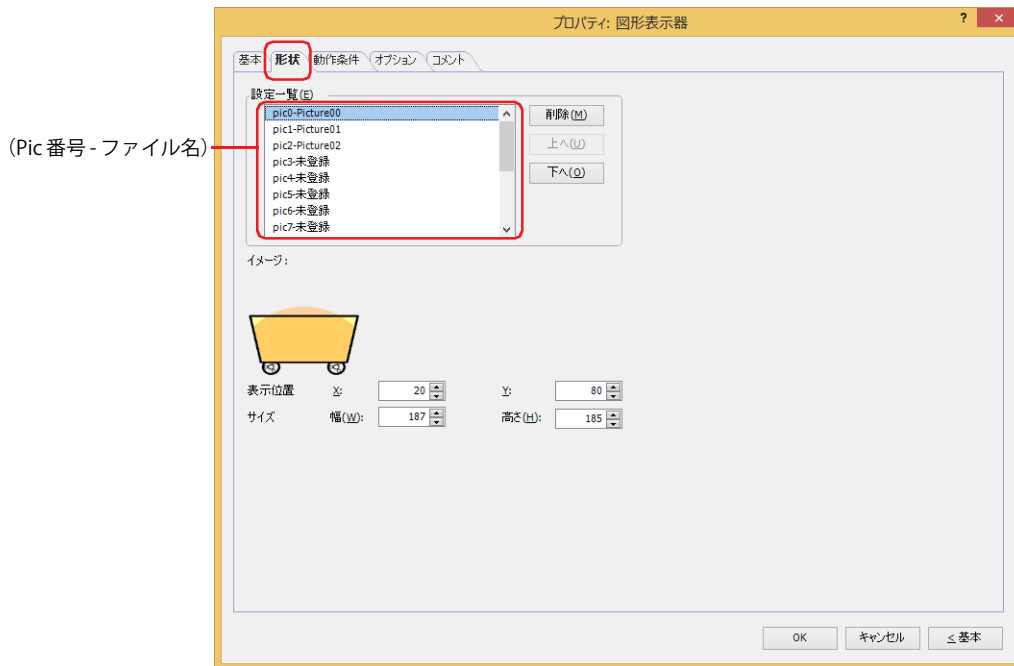 プロパティ: 図形表示器
? ×
基本 形状 動作条件 オプション コメント
設定一覧(E)
(Pic 番号 - ファイル名)
pic0-Picture00
pic1-Picture01
pic2-Picture02
pic3-未登録
pic4-未登録
pic5-未登録
pic6-未登録
pic7-未登録
削除(M)
上へ(U)
下へ(O)
イメージ:
表示位置 X: 20 Y: 80
サイズ 幅(W): 187 高さ(H): 185
OK キャンセル <基本